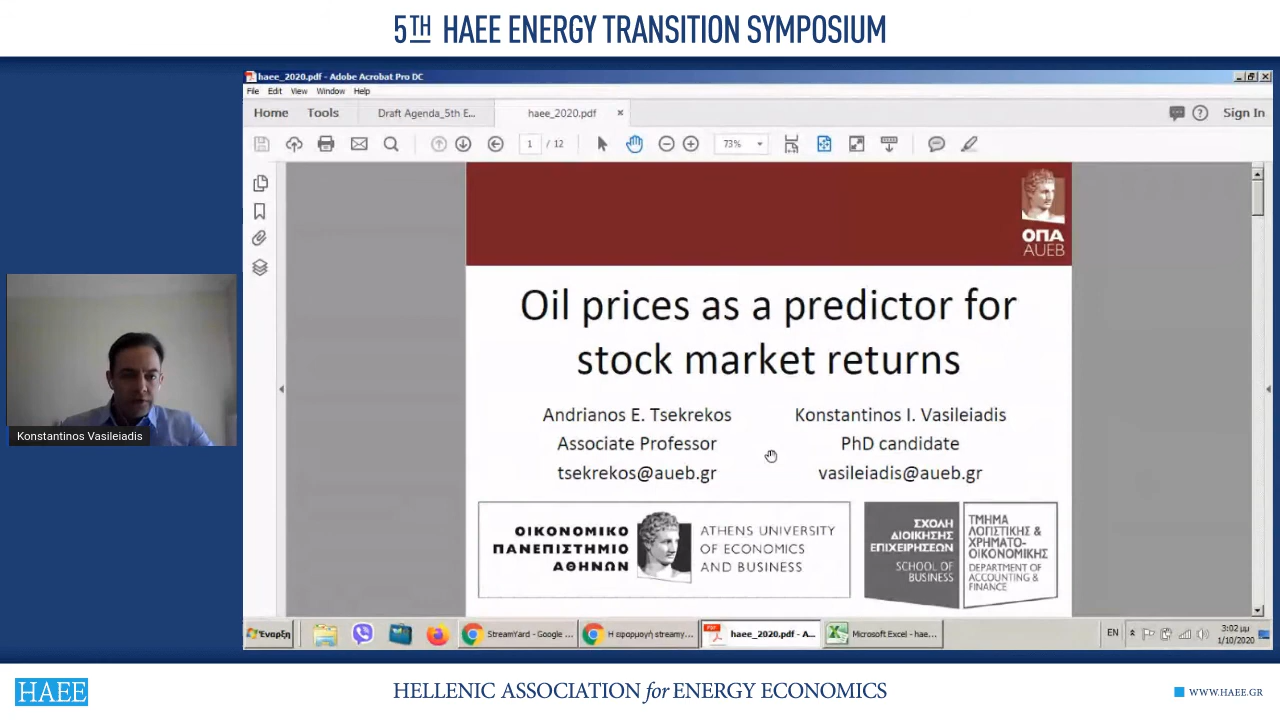 5TH HAEE ENERGY TRANSITION SYMPOSIUM
haee_2020.pdf - Adobe Acrobat Pro DC
File Edit View Window Help
Home Tools Draft Agenda_5th E... haee_2020.pdf × Sign In
1 / 12 73%
ΟΠΑ
AUEB
Oil prices as a predictor for
stock market returns
Andrianos E. Tsekrekos
Associate Professor
tsekrekos@aueb.gr
Konstantinos I. Vasileiadis
PhD candidate
vasileiadis@aueb.gr
ΟΙΚΟΝΟΜΙΚΟ
ΠΑΝΕΠΙΣΤΗΜΙΟ
ΑΘΗΝΩΝ
ATHENS UNIVERSITY
OF ECONOMICS
AND BUSINESS
ΣΧΟΛΗ
ΔΙΟΙΚΗΣΗΣ
ΕΠΙΧΕΙΡΗΣΕΩΝ
SCHOOL OF
BUSINESS
ΤΜΗΜΑ
ΛΟΓΙΣΤΙΚΗΣ &
ΧΡΗΜΑΤΟ-
ΟΙΚΟΝΟΜΙΚΗΣ
DEPARTMENT OF
ACCOUNTING &
FINANCE
Konstantinos Vasileiadis
Έναρξη StreamYard - Google ... Η εφαρμογή streamy... haee_2020.pdf - A... Microsoft Excel - hae... EN 3:02 μμ
1/10/2020
HAEE HELLENIC ASSOCIATION for ENERGY ECONOMICS WWW.HAEE.GR